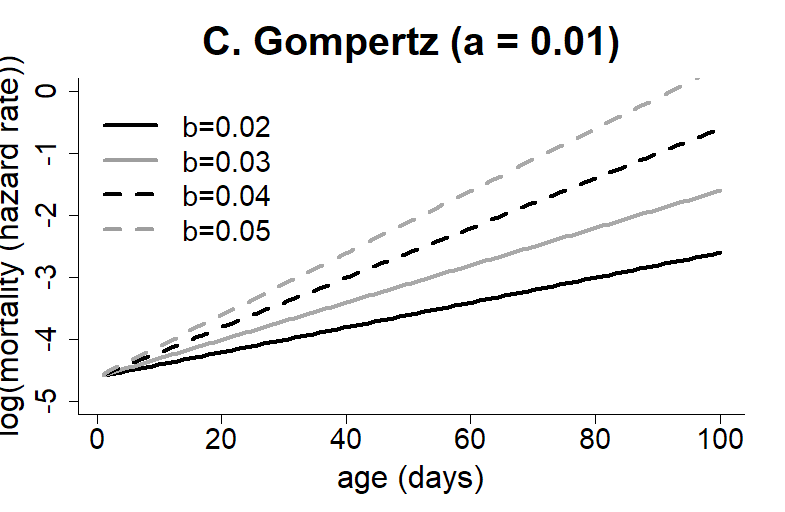 C. Gompertz (a = 0.01)
log(mortality (hazard rate))
0
-1
-2
-3
-4
-5
b=0.02
b=0.03
b=0.04
b=0.05
0 20 40 60 80 100
age (days)